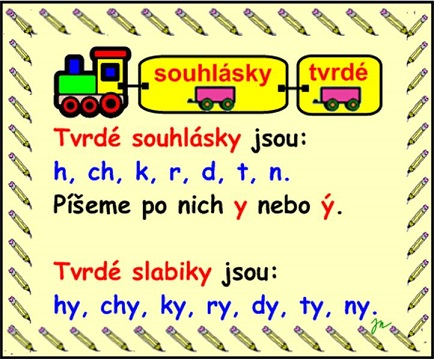 souhlásky tvrdé
Tvrdé souhlásky jsou:
h, ch, k, r, d, t, n.
Píšeme po nich y nebo ý.
Tvrdé slabiky jsou:
hy, chy, ky, ry, dy, ty, ny.